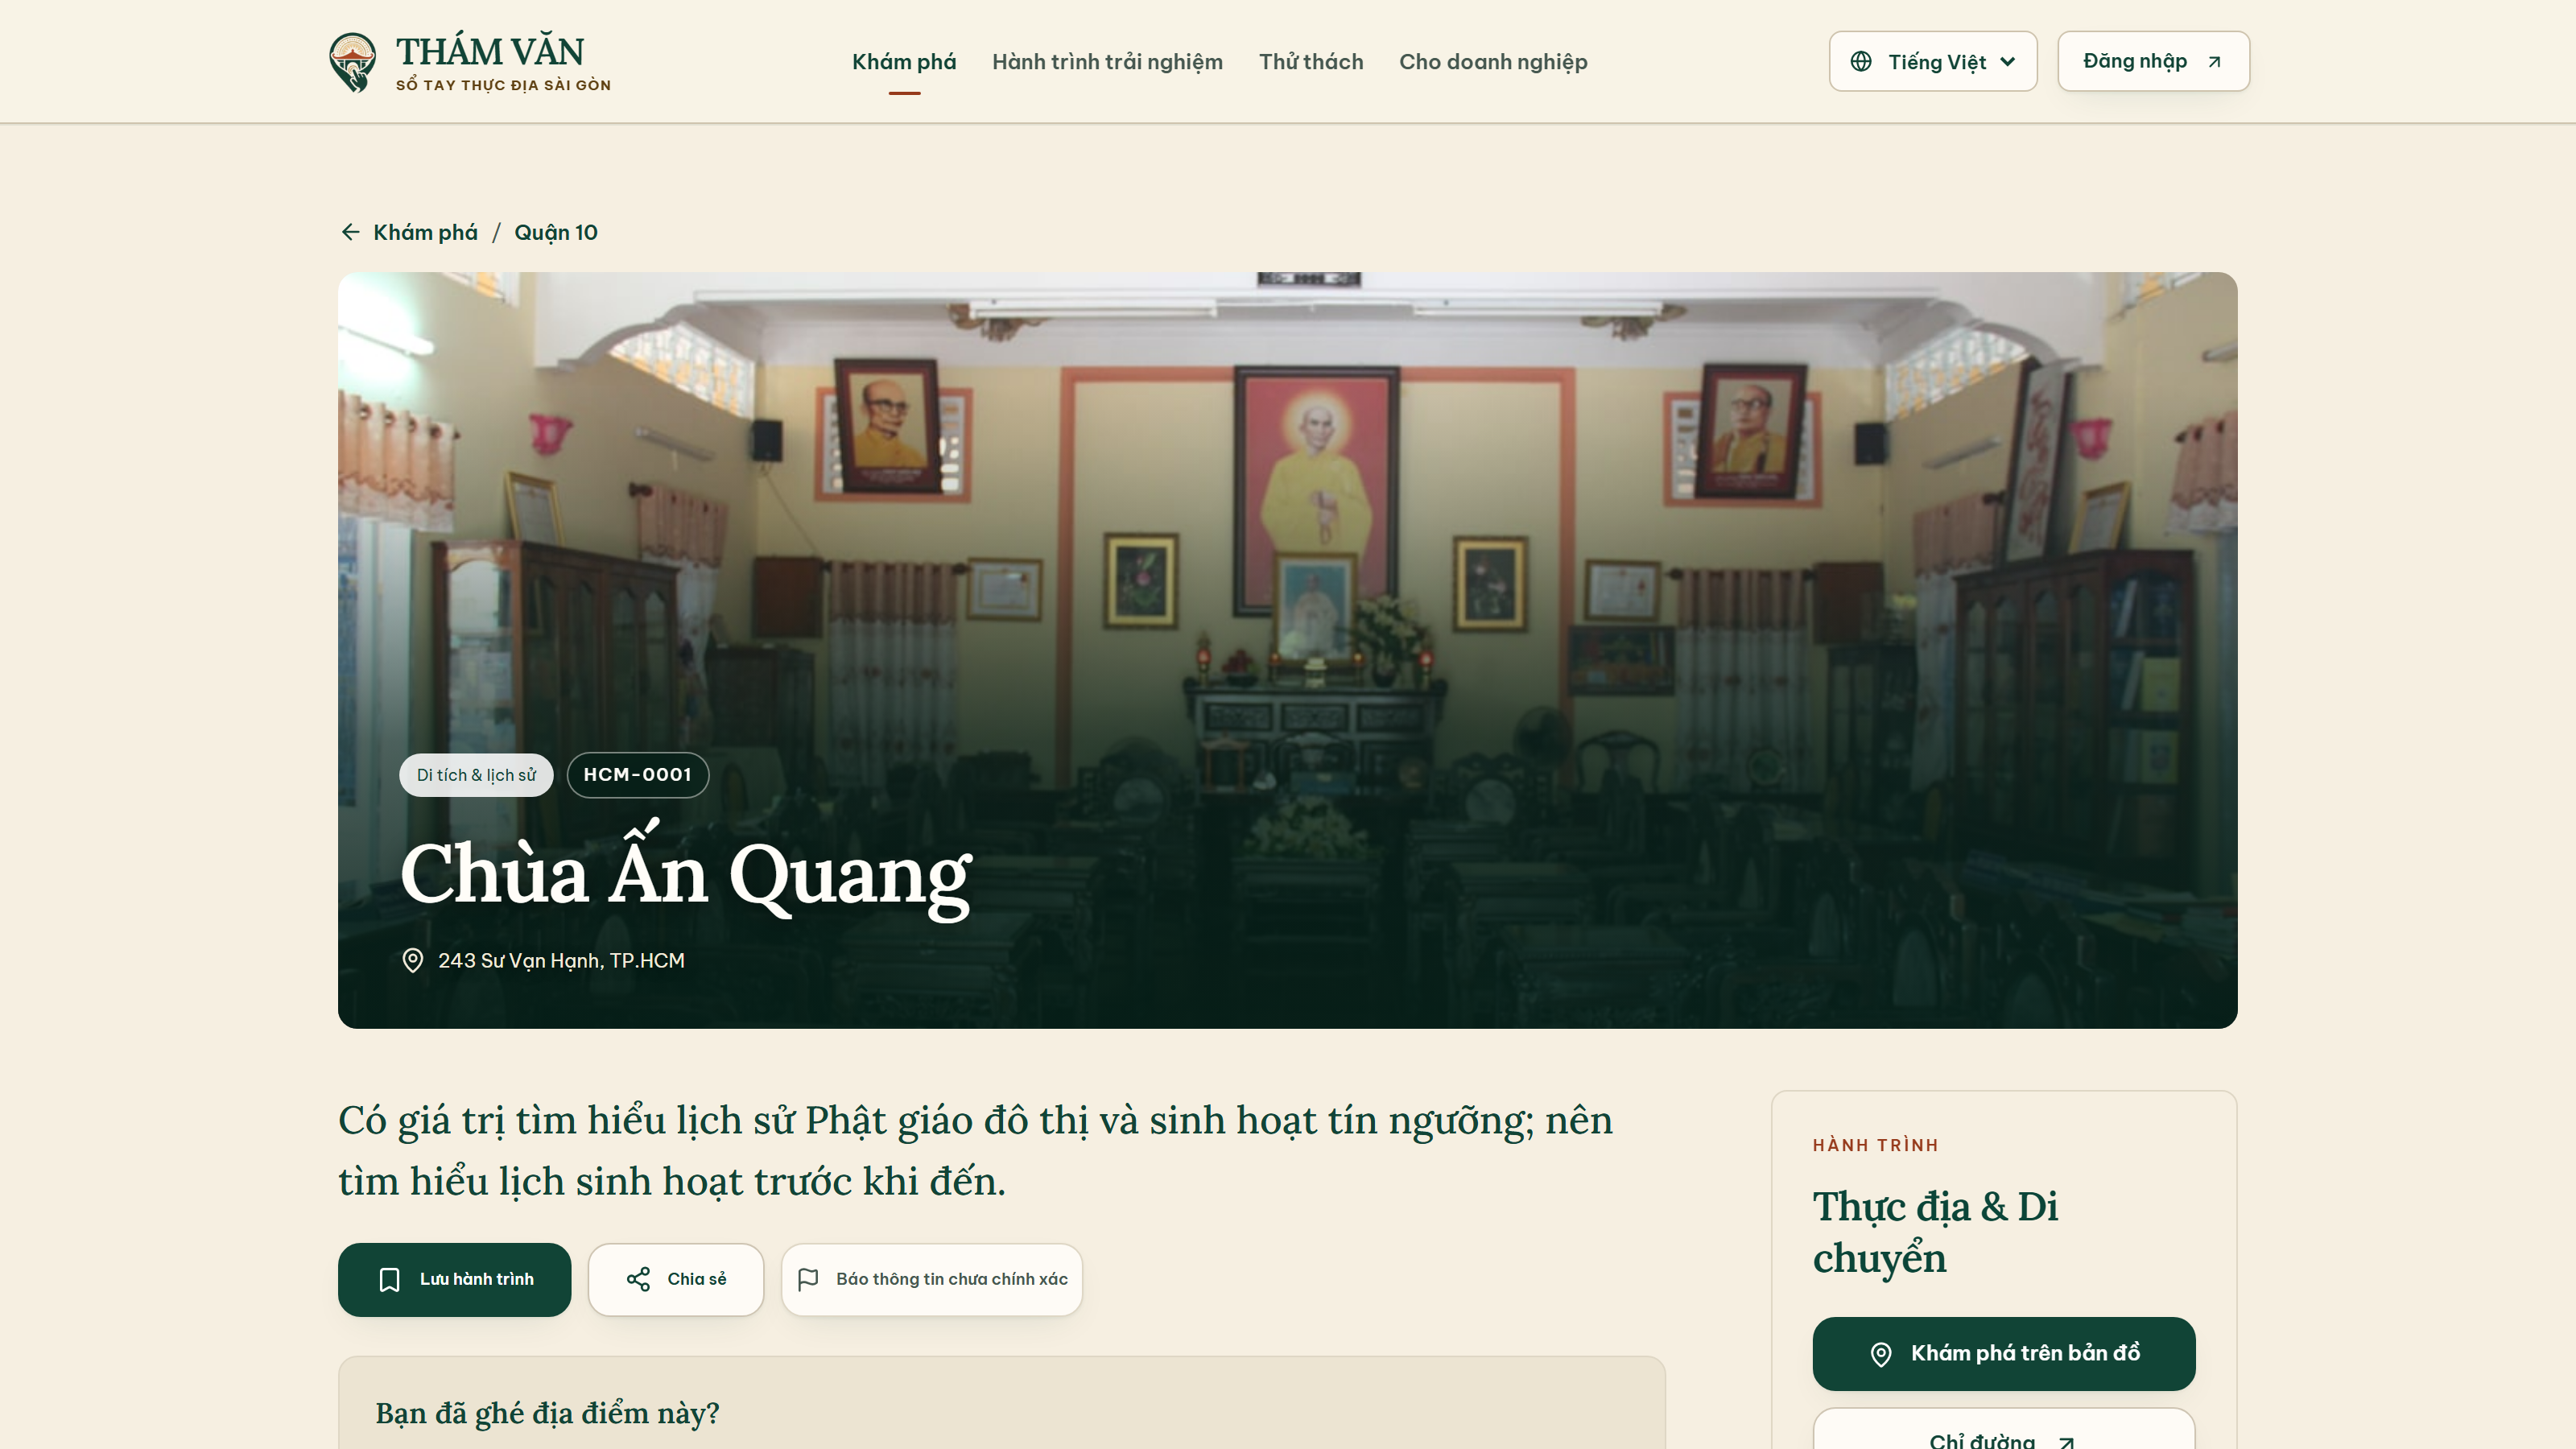 THÁM VĂN
SỔ TAY THỰC ĐỊA SÀI GÒN
Khám phá
Hành trình trải nghiệm
Thử thách
Cho doanh nghiệp
Tiếng Việt
Đăng nhập
Khám phá / Quận 10
Di tích & lịch sử
HCM-0001
Chùa Ấn Quang
243 Sư Vạn Hạnh, TP.HCM
Có giá trị tìm hiểu lịch sử Phật giáo đô thị và sinh hoạt tín ngưỡng; nên
tìm hiểu lịch sinh hoạt trước khi đến.
Lưu hành trình
Chia sẻ
Báo thông tin chưa chính xác
Bạn đã ghé địa điểm này?
HÀNH TRÌNH
Thực địa & Di
chuyển
Khám phá trên bản đồ
Chỉ đường